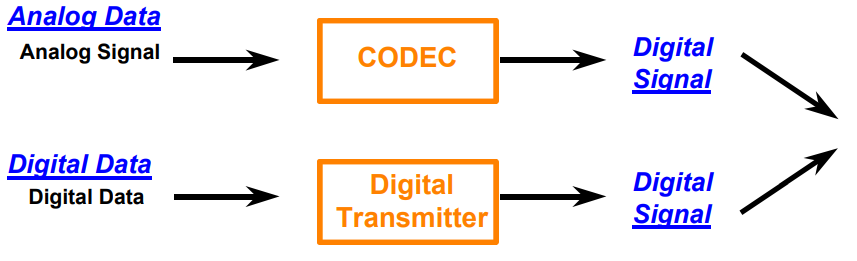 Analog Data
Analog Signal
CODEC
Digital
Signal
Digital Data
Digital Data
Digital
Transmitter
Digital
Signal